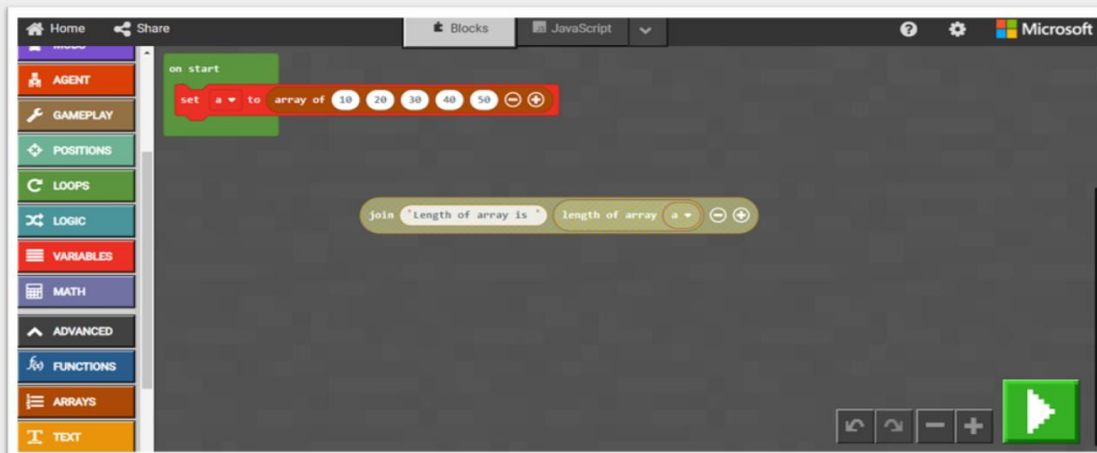 Home Share Blocks JavaScript Microsoft
AGENT
GAMEPLAY
POSITIONS
LOOPS
LOGIC
VARIABLES
MATH
ADVANCED
f(x) FUNCTIONS
ARRAYS
T TEXT
on start
set a to array of 10 20 30 40 50
join "Length of array is " length of array a